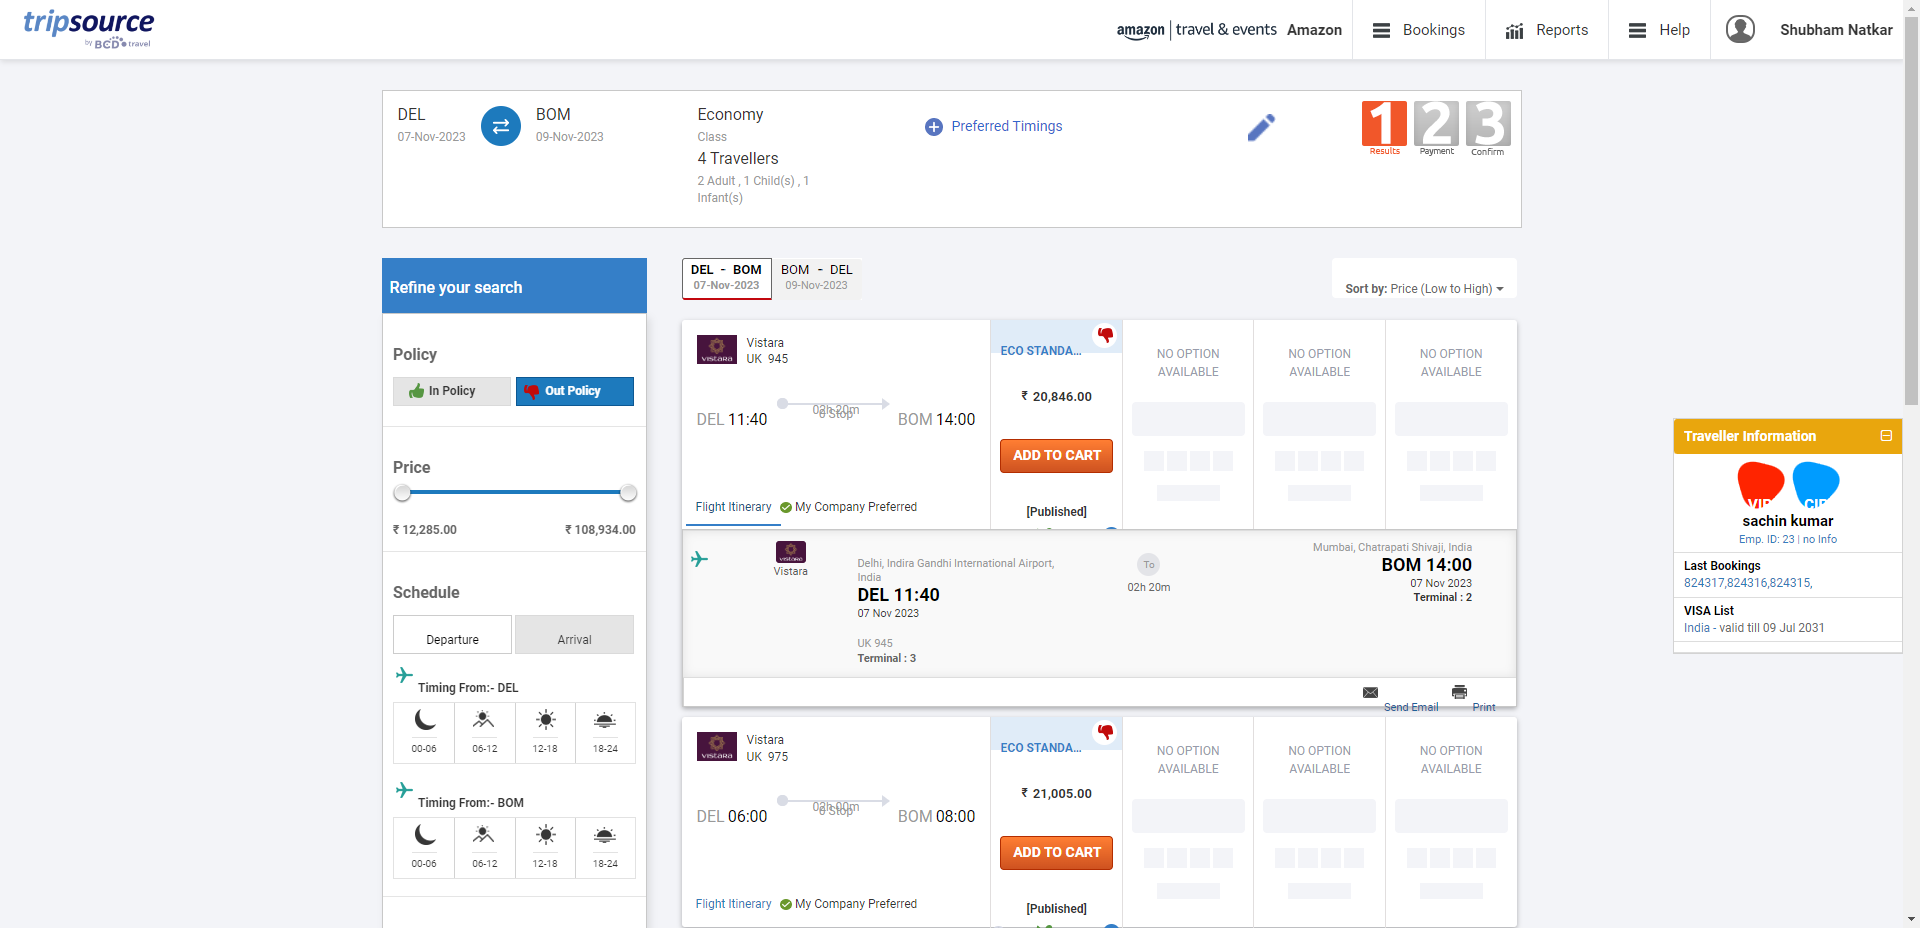 tripsource
by BCD travel
amazon | travel & events Amazon
Bookings
Reports
Help
Shubham Natkar
DEL
07-Nov-2023
BOM
09-Nov-2023
Economy
Class
4 Travellers
2 Adult , 1 Child(s) , 1
Infant(s)
Preferred Timings
1
Results
2
Payment
3
Confirm
Refine your search
Policy
In Policy
Out Policy
Price
₹ 12,285.00
₹ 108,934.00
Schedule
Departure
Arrival
Timing From:- DEL
00-06
06-12
12-18
18-24
Timing From:- BOM
00-06
06-12
12-18
18-24
DEL - BOM
07-Nov-2023
BOM - DEL
09-Nov-2023
Sort by: Price (Low to High)
VISTARA
Vistara
UK 945
DEL 11:40
02h 20m
0 Stop
BOM 14:00
Flight Itinerary
My Company Preferred
ECO STANDA...
₹ 20,846.00
ADD TO CART
[Published]
NO OPTION
AVAILABLE
NO OPTION
AVAILABLE
NO OPTION
AVAILABLE
VISTARA
Vistara
Delhi, Indira Gandhi International Airport,
India
DEL 11:40
07 Nov 2023
UK 945
Terminal : 3
To
02h 20m
Mumbai, Chatrapati Shivaji, India
BOM 14:00
07 Nov 2023
Terminal : 2
Send Email
Print
VISTARA
Vistara
UK 975
DEL 06:00
02h 00m
0 Stop
BOM 08:00
Flight Itinerary
My Company Preferred
ECO STANDA...
₹ 21,005.00
ADD TO CART
[Published]
NO OPTION
AVAILABLE
NO OPTION
AVAILABLE
NO OPTION
AVAILABLE
Traveller Information
VIP
CIP
sachin kumar
Emp. ID: 23 | no Info
Last Bookings
824317,824316,824315,
VISA List
India - valid till 09 Jul 2031